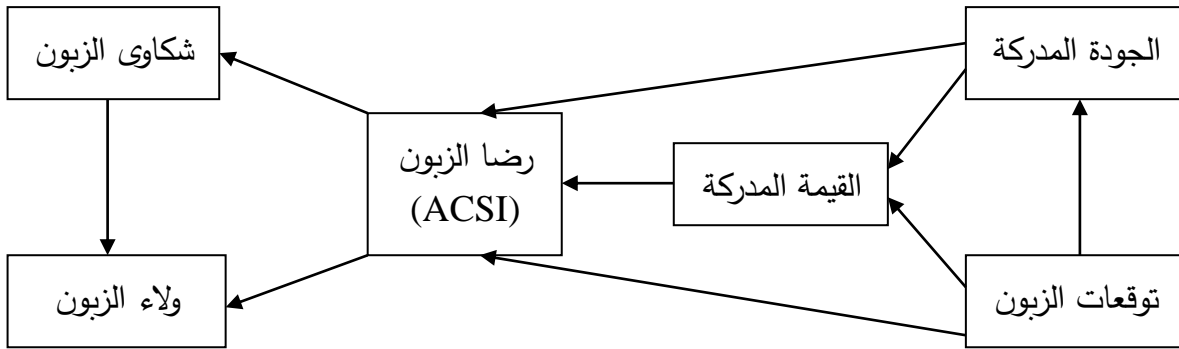 الجودة المدركة
شكاوى الزبون
رضا الزبون
(ACSI)
القيمة المدركة
توقعات الزبون
ولاء الزبون